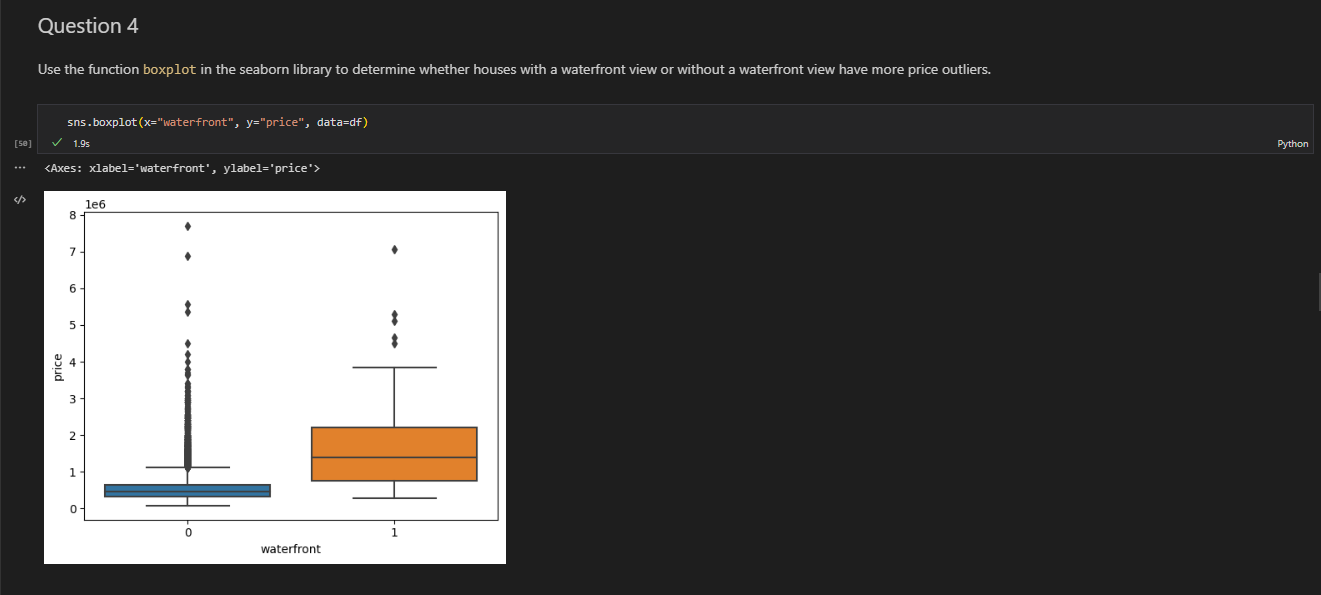 Question 4
Use the function boxplot in the seaborn library to determine whether houses with a waterfront view or without a waterfront view have more price outliers.
sns.boxplot(x="waterfront", y="price", data=df)
[50] ✓ 1.9s Python
... <Axes: xlabel='waterfront', ylabel='price'>
</>
1e6
8
7
6
5
4
3
2
1
0
price
0 1
waterfront